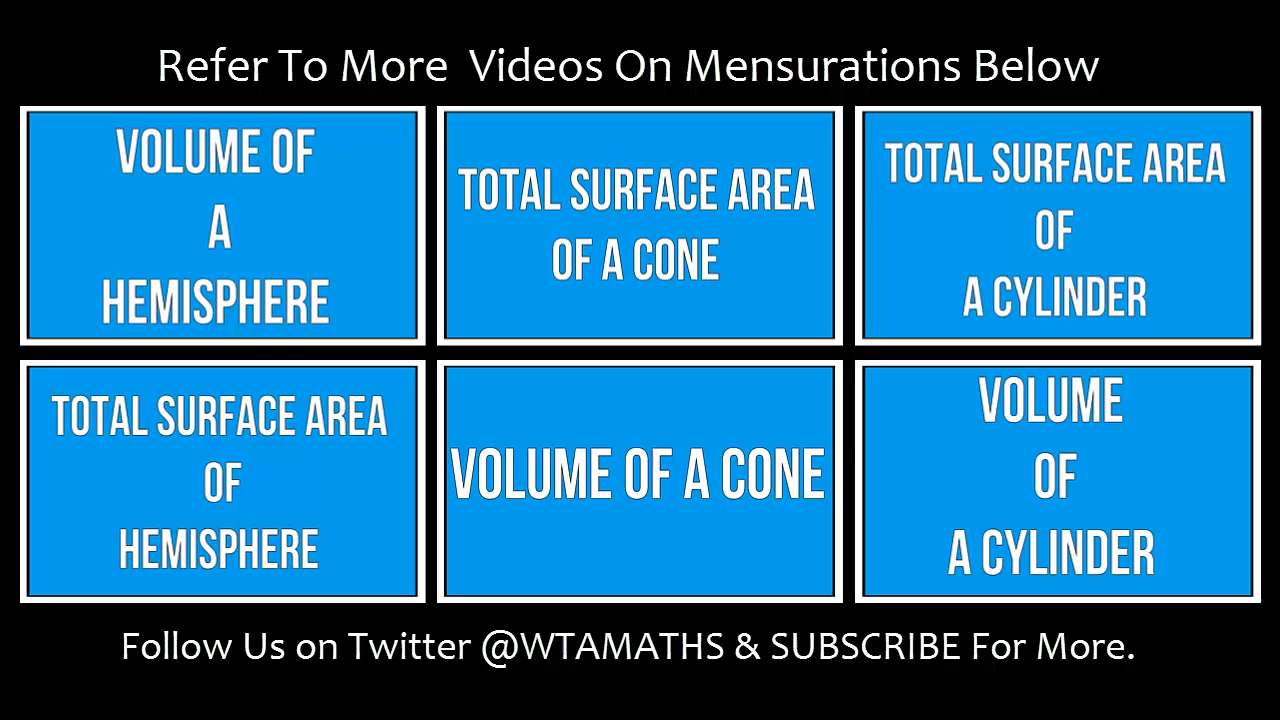 Refer To More  Videos On Mensurations Below
VOLUME OF
A
HEMISPHERE
TOTAL SURFACE AREA
OF A CONE
TOTAL SURFACE AREA
OF
A CYLINDER
TOTAL SURFACE AREA
OF
HEMISPHERE
VOLUME OF A CONE
VOLUME
OF
A CYLINDER
Follow Us on Twitter @WTAMATHS & SUBSCRIBE For More.